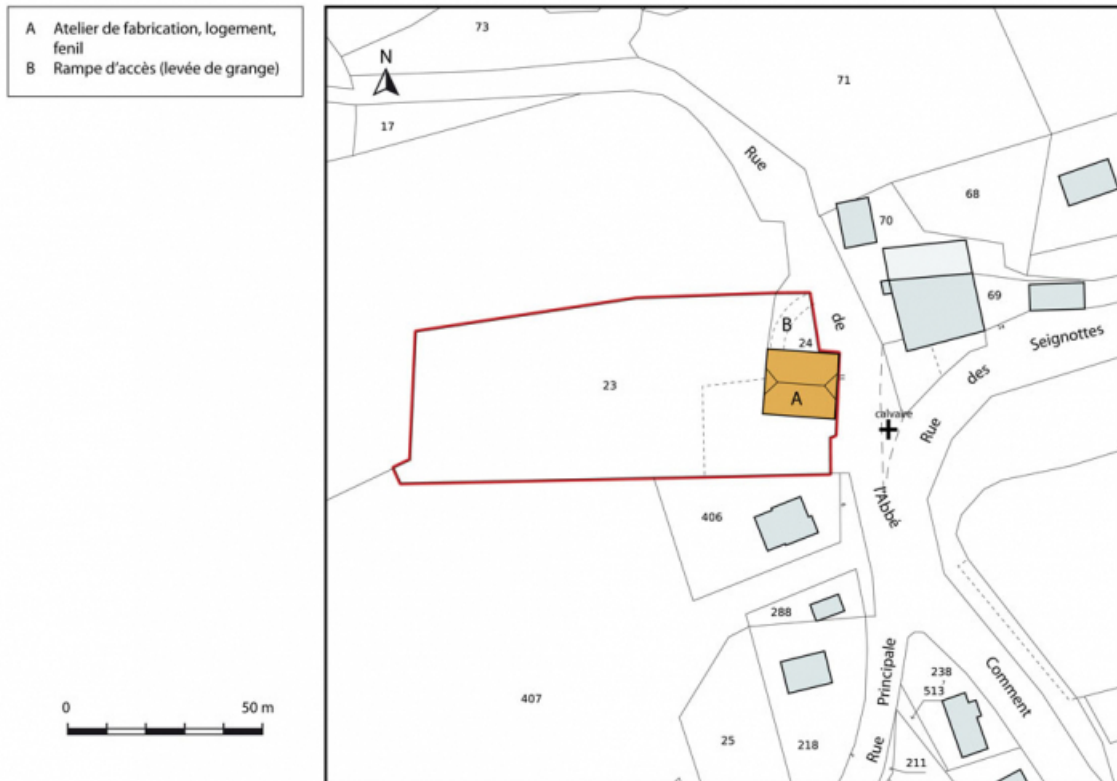 A Atelier de fabrication, logement,
fenil
B Rampe d'accès (levée de grange)
73
N
71
17
Rue
68
70
69
B
de
24
Seignottes
23
A
des
calvaire
Rue
l'Abbé
406
288
Principale
238
Comment
513
0 50 m
407
25
218
Rue
211